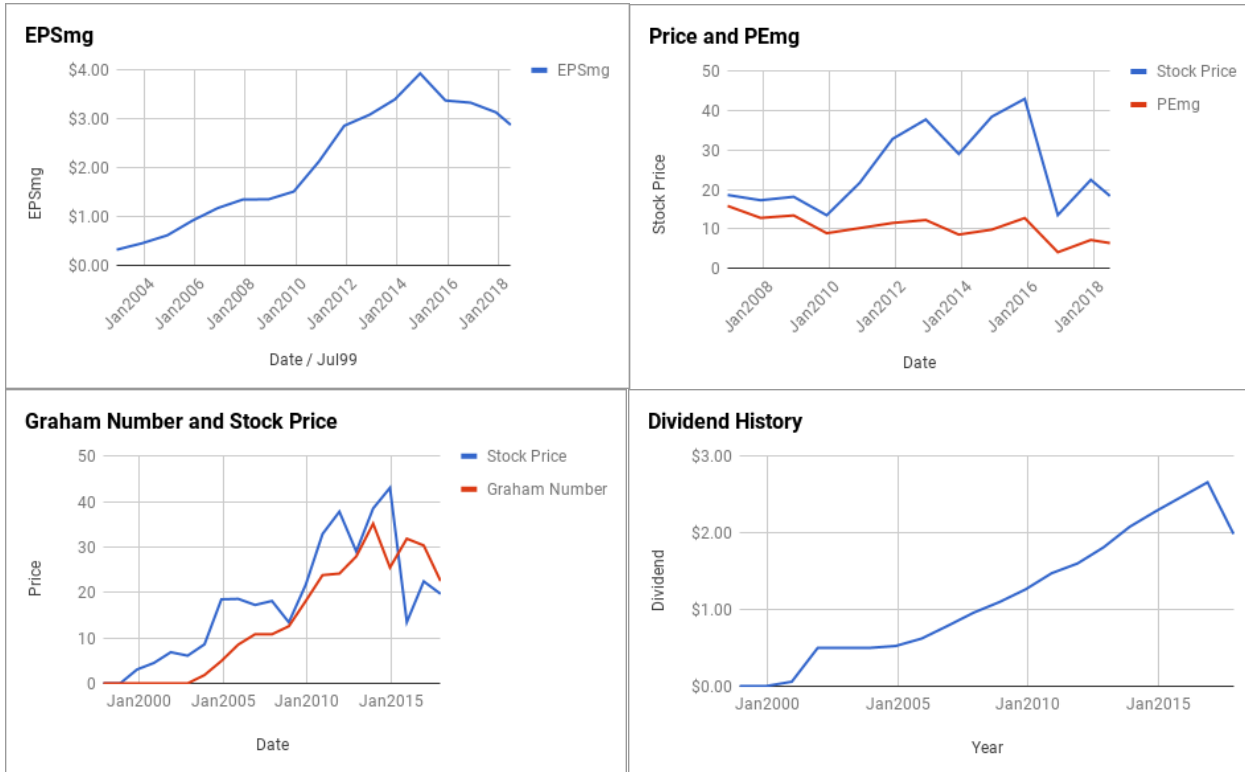 EPSmg
EPSmg
$4.00
$3.00
$2.00
$1.00
$0.00
EPSmg
Jan2004
Jan2006
Jan2008
Jan2010
Jan2012
Jan2014
Jan2016
Jan2018
Date / Jul99
Price and PEmg
Stock Price
PEmg
50
40
30
20
10
0
Stock Price
Jan2008
Jan2010
Jan2012
Jan2014
Jan2016
Jan2018
Date
Graham Number and Stock Price
Stock Price
Graham Number
50
40
30
20
10
0
Price
Jan2000
Jan2005
Jan2010
Jan2015
Date
Dividend History
$3.00
$2.00
$1.00
$0.00
Dividend
Jan2000
Jan2005
Jan2010
Jan2015
Year